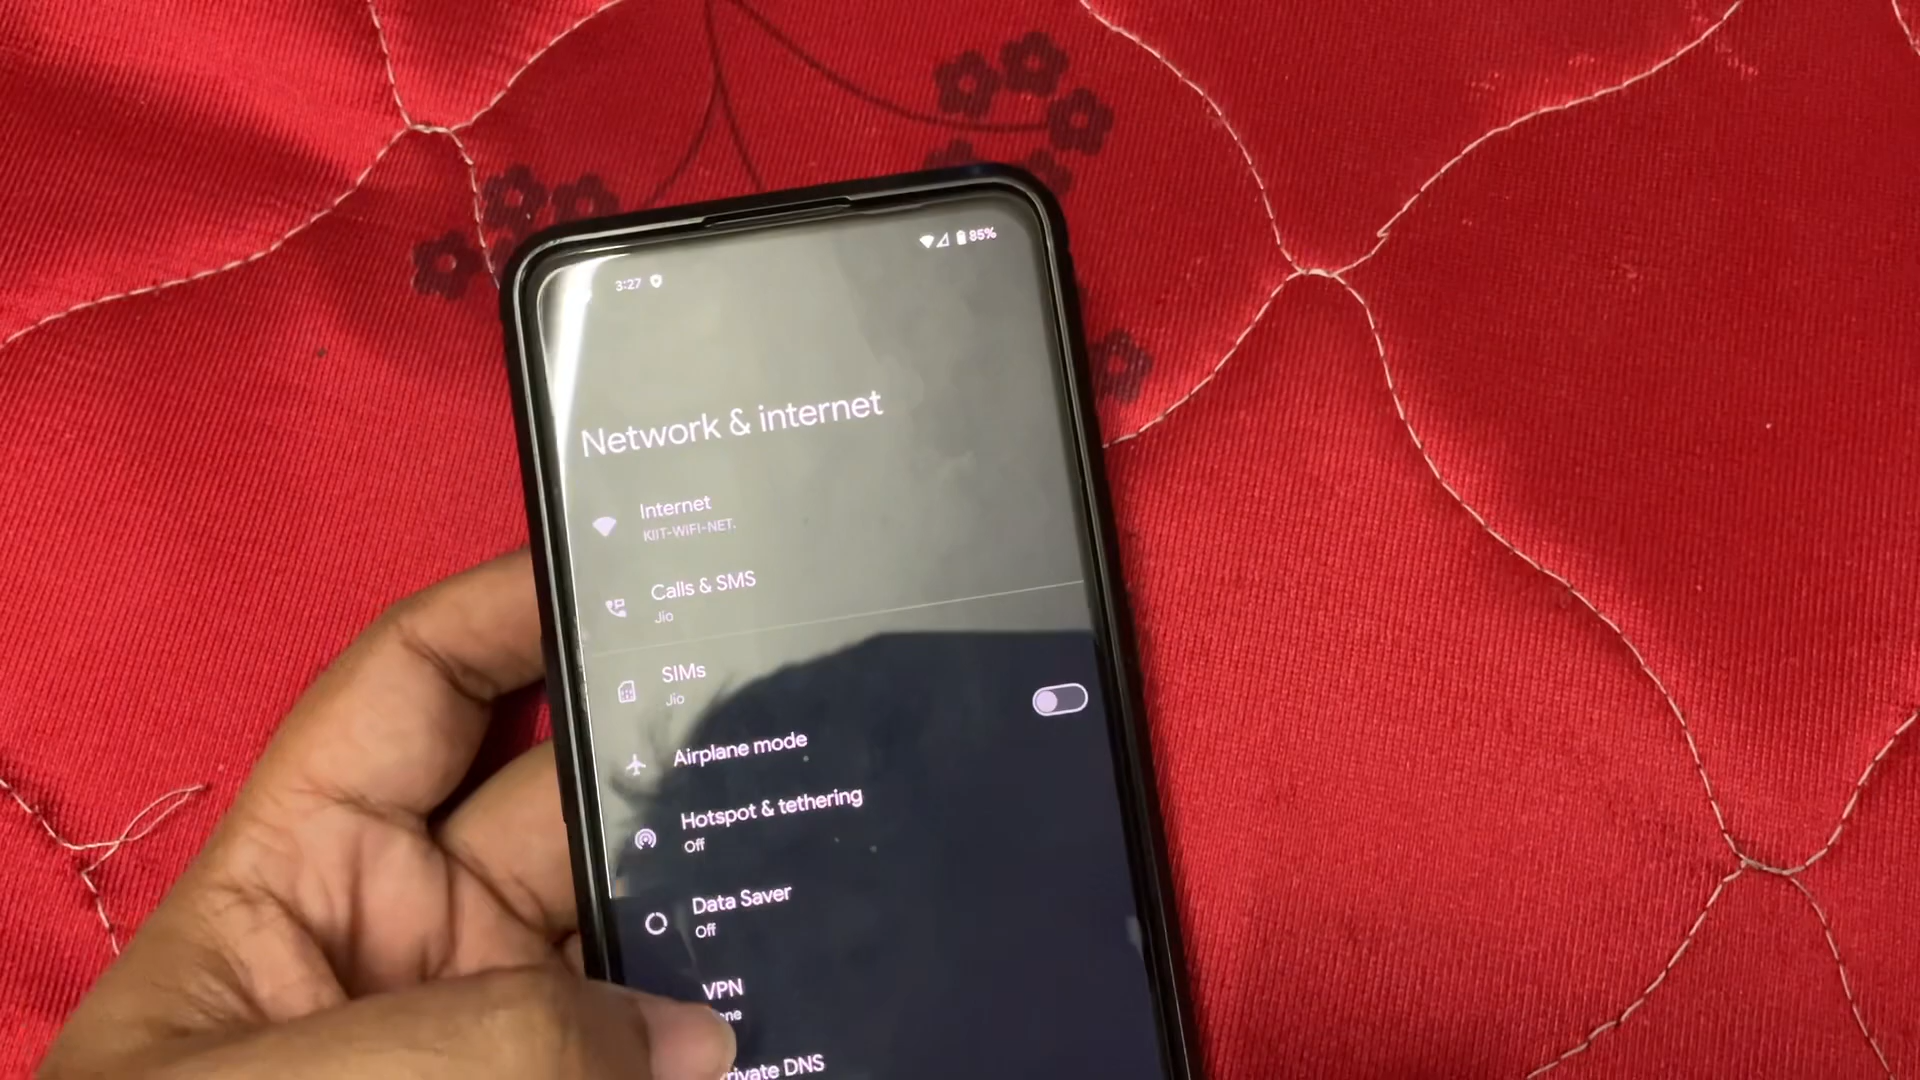 3:27 85%
Network & internet
Internet
KIIT-WIFI-NET.
Calls & SMS
Jio
SIMs
Jio
Airplane mode
Hotspot & tethering
Off
Data Saver
Off
VPN
DNS